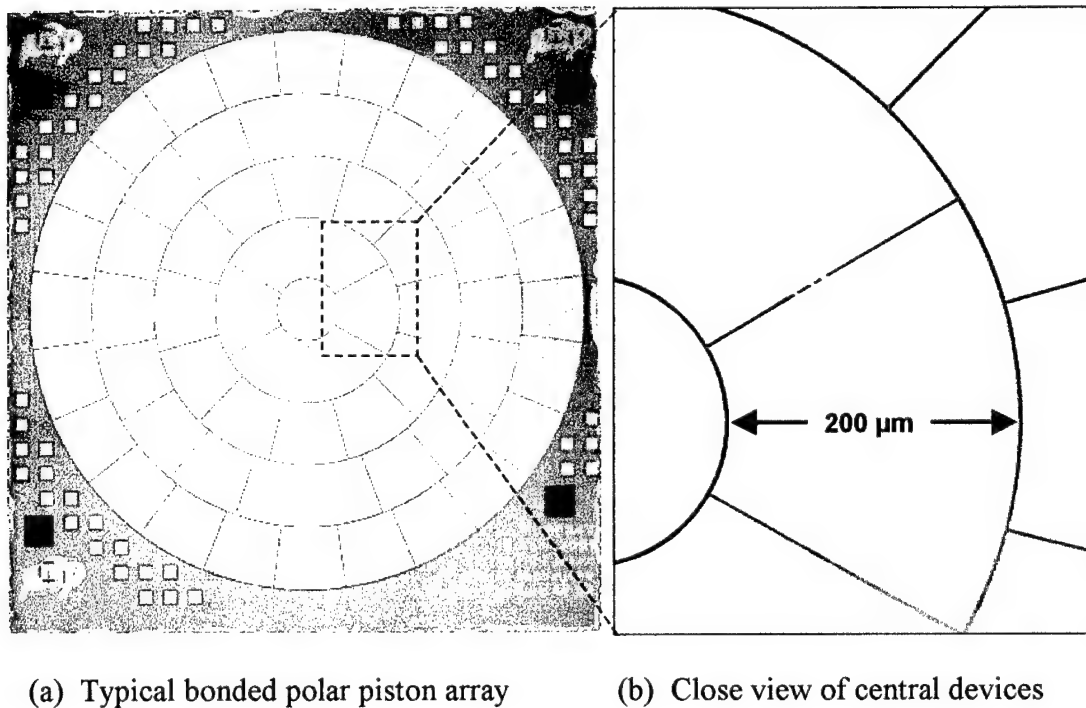 200 µm
(a) Typical bonded polar piston array
(b) Close view of central devices